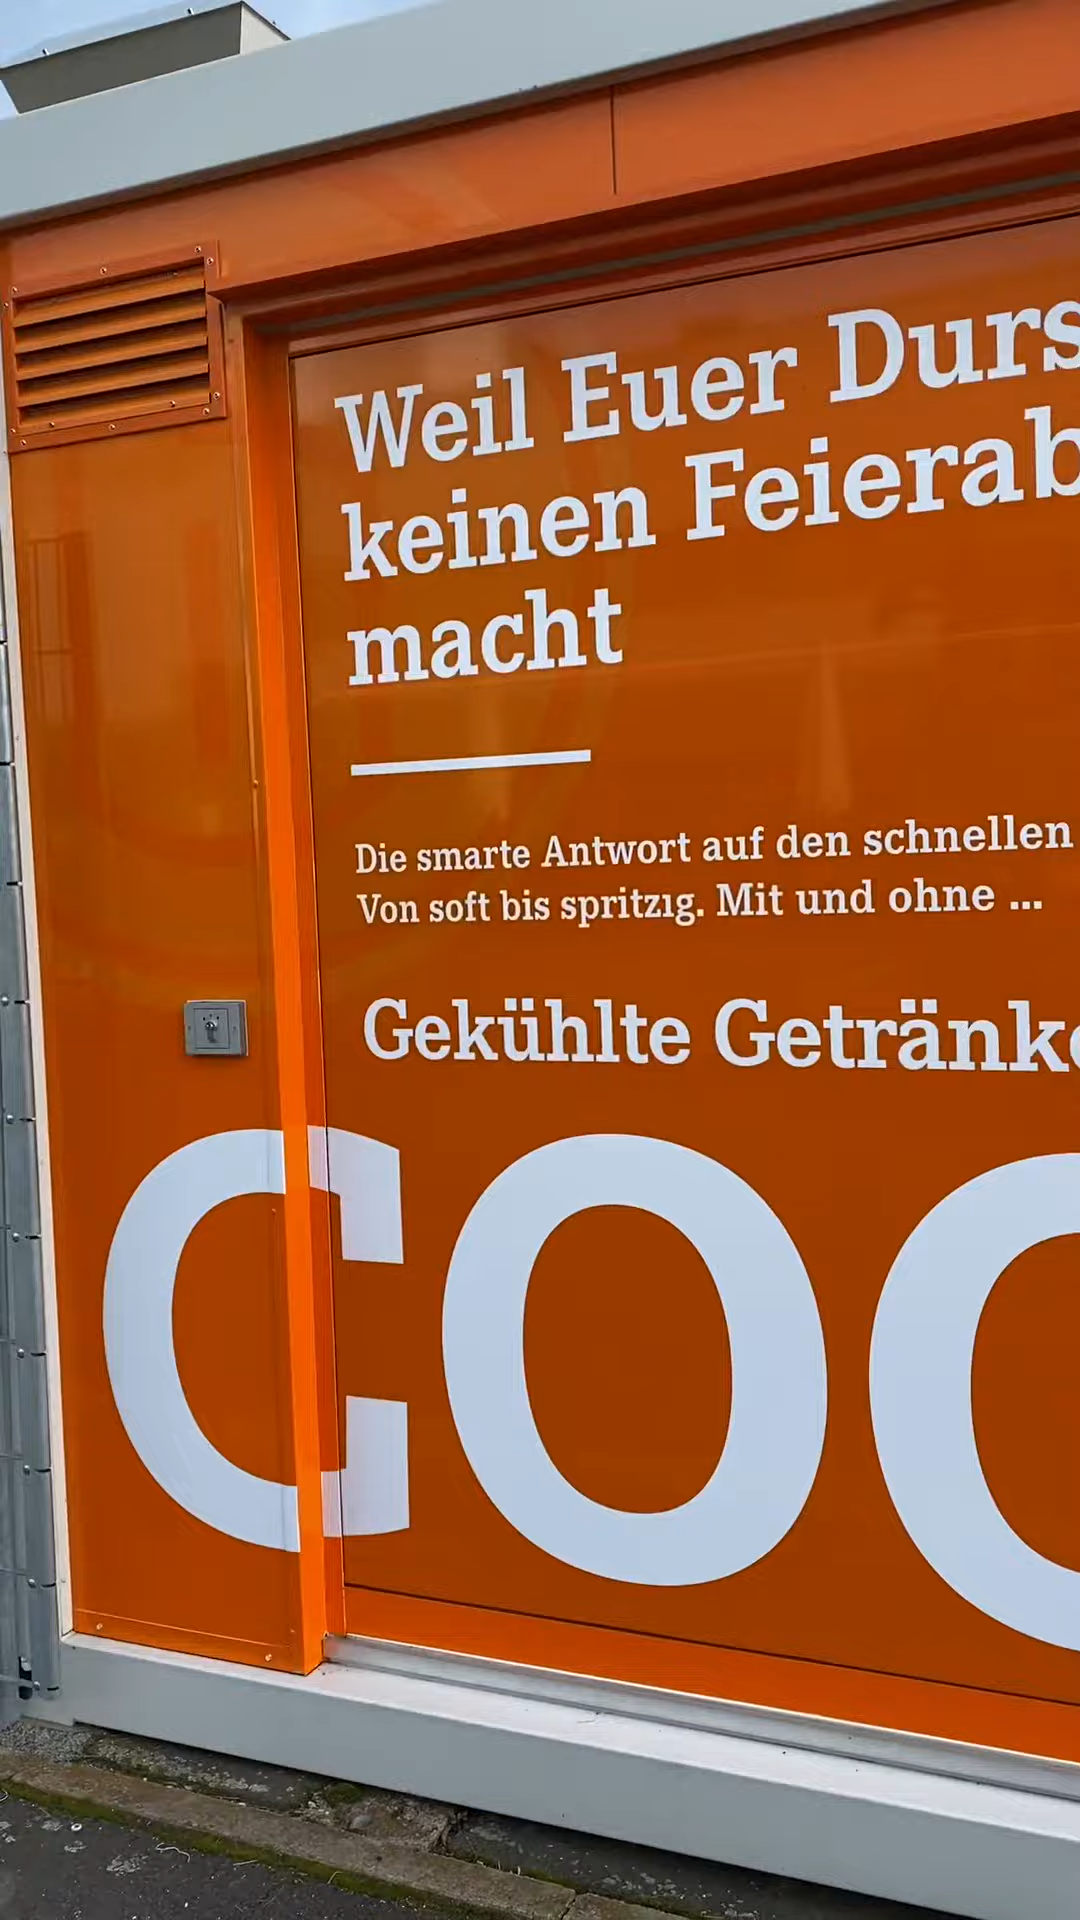 Weil Euer Durs
keinen Feierab
macht
Die smarte Antwort auf den schnellen
Von soft bis spritzig. Mit und ohne ...
Gekühlte Getränke
COO